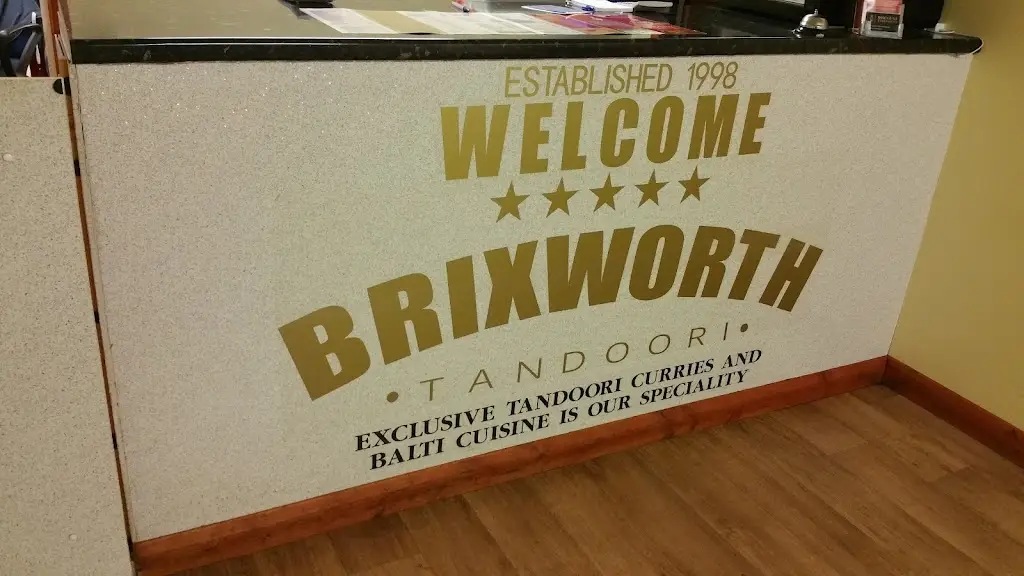 ESTABLISHED 1998
WELCOME
BRIXWORTH
• TANDOORI •
EXCLUSIVE TANDOORI CURRIES AND
BALTI CUISINE IS OUR SPECIALITY